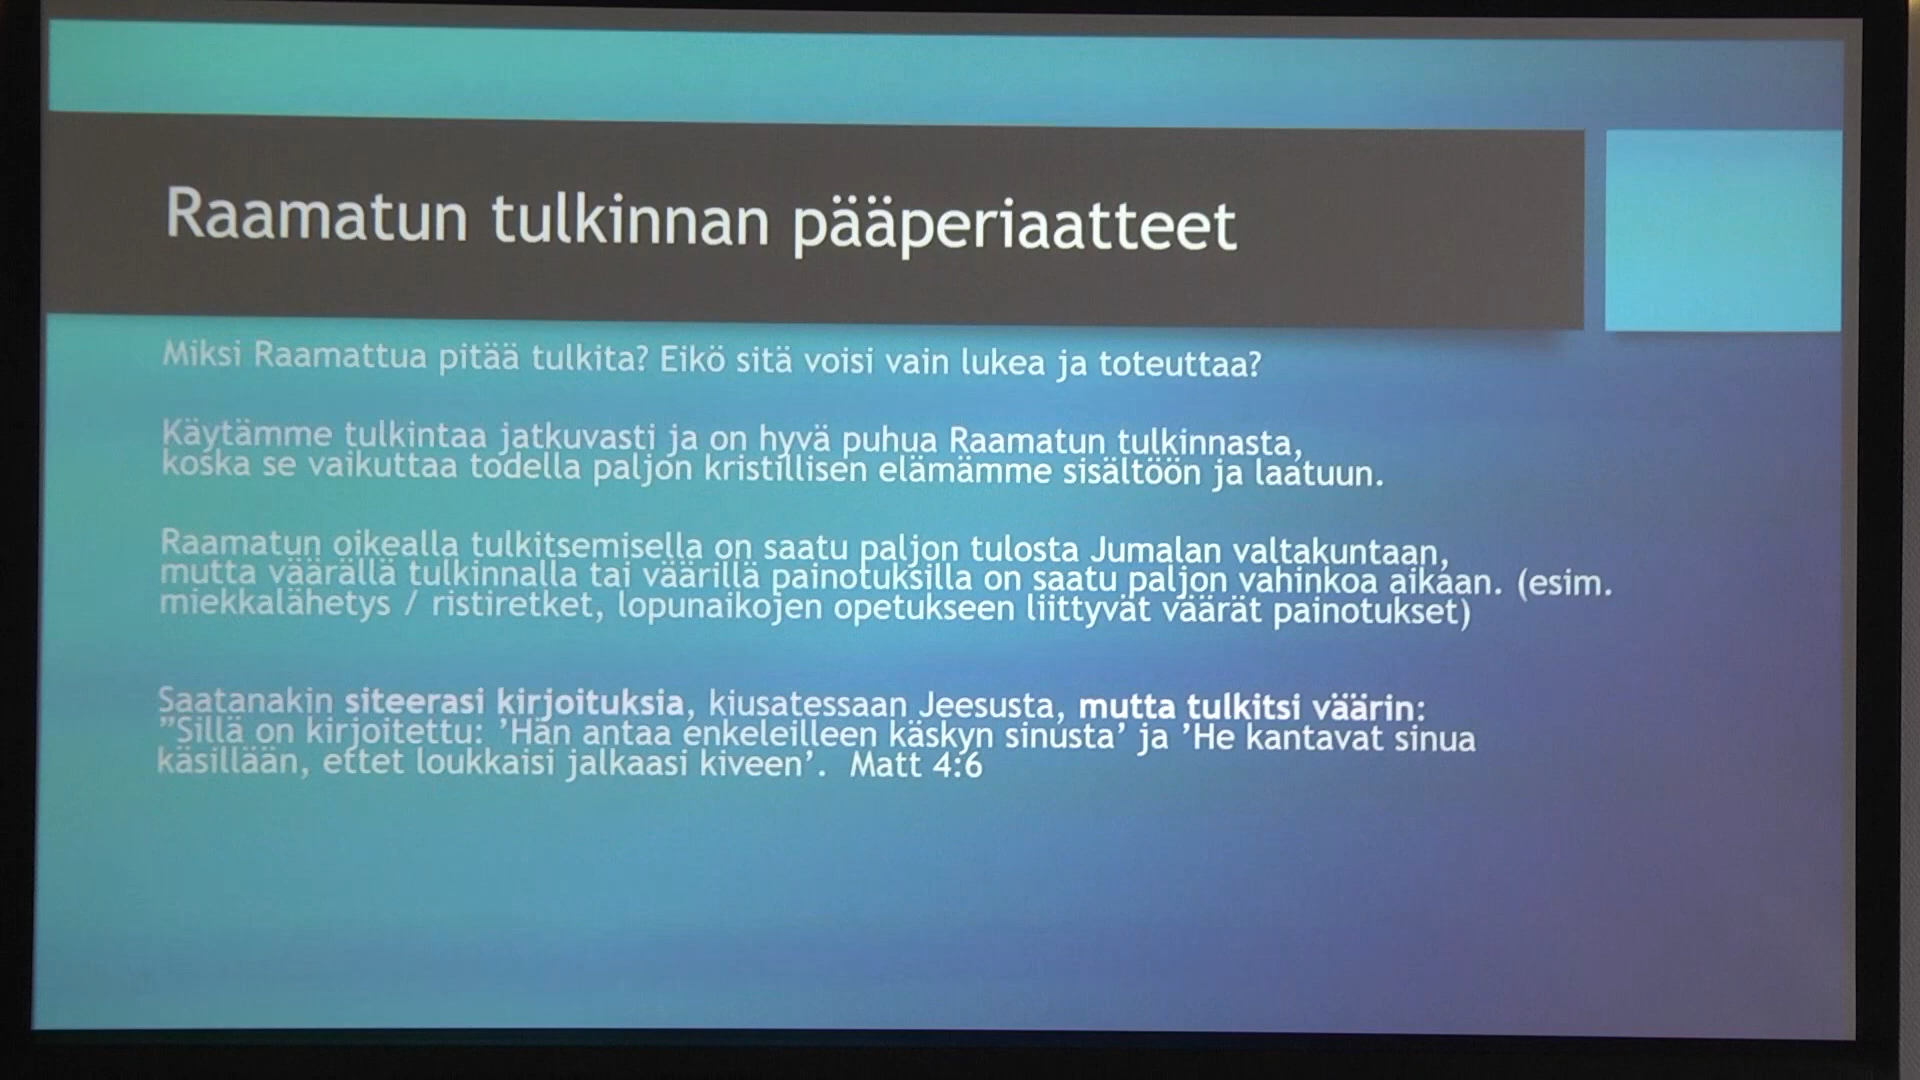 Raamatun tulkinnan pääperiaatteet
Miksi Raamattua pitää tulkita? Eikö sitä voisi vain lukea ja toteuttaa?
Käytämme tulkintaa jatkuvasti ja on hyvä puhua Raamatun tulkinnasta,
koska se vaikuttaa todella paljon kristillisen elämämme sisältöön ja laatuun.
Raamatun oikealla tulkitsemisella on saatu paljon tulosta Jumalan valtakuntaan,
mutta väärällä tulkinnalla tai väärillä painotuksilla on saatu paljon vahinkoa aikaan. (esim.
miekkalähetys / ristiretket, lopunaikojen opetukseen liittyvät väärät painotukset)
Saatanakin siteerasi kirjoituksia, kiusatessaan Jeesusta, mutta tulkitsi väärin:
”Sillä on kirjoitettu: ’Hän antaa enkeleilleen käskyn sinusta’ ja ’He kantavat sinua
käsillään, ettet loukkaisi jalkaasi kiveen’. Matt 4:6